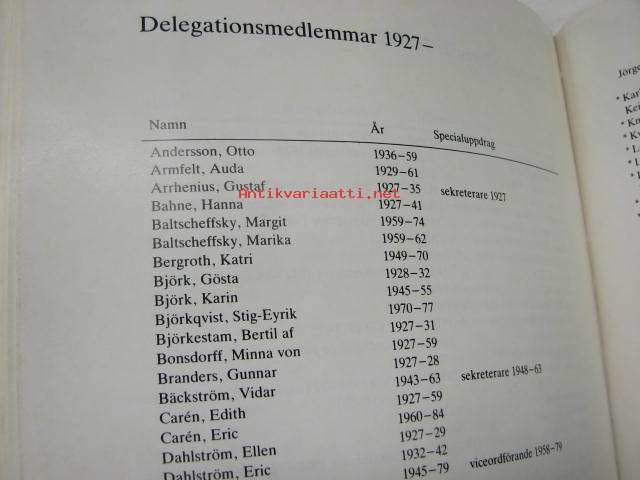 Delegationsmedlemmar 1927–
Namn År Specialuppdrag
Andersson, Otto 1936–59
Armfelt, Auda 1929–61
Arrhenius, Gustaf 1927–35 sekreterare 1927
Bahne, Hanna 1927–41
Baltscheffsky, Margit 1959–74
Baltscheffsky, Marika 1959–62
Bergroth, Katri 1949–70
Björk, Gösta 1928–32
Björk, Karin 1945–55
Björkqvist, Stig-Eyrik 1970–77
Björkestam, Bertil af 1927–31
Bonsdorff, Minna von 1927–59
Branders, Gunnar 1927–28
Bäckström, Vidar 1943–63 sekreterare 1948–63
Carén, Edith 1927–59
Carén, Eric 1960–84
Dahlström, Ellen 1927–29
Dahlström, Eric 1932–42
1945–79 viceordförande 1958–79
Antikvariaatti.net
Jörge
* Kar
Ker